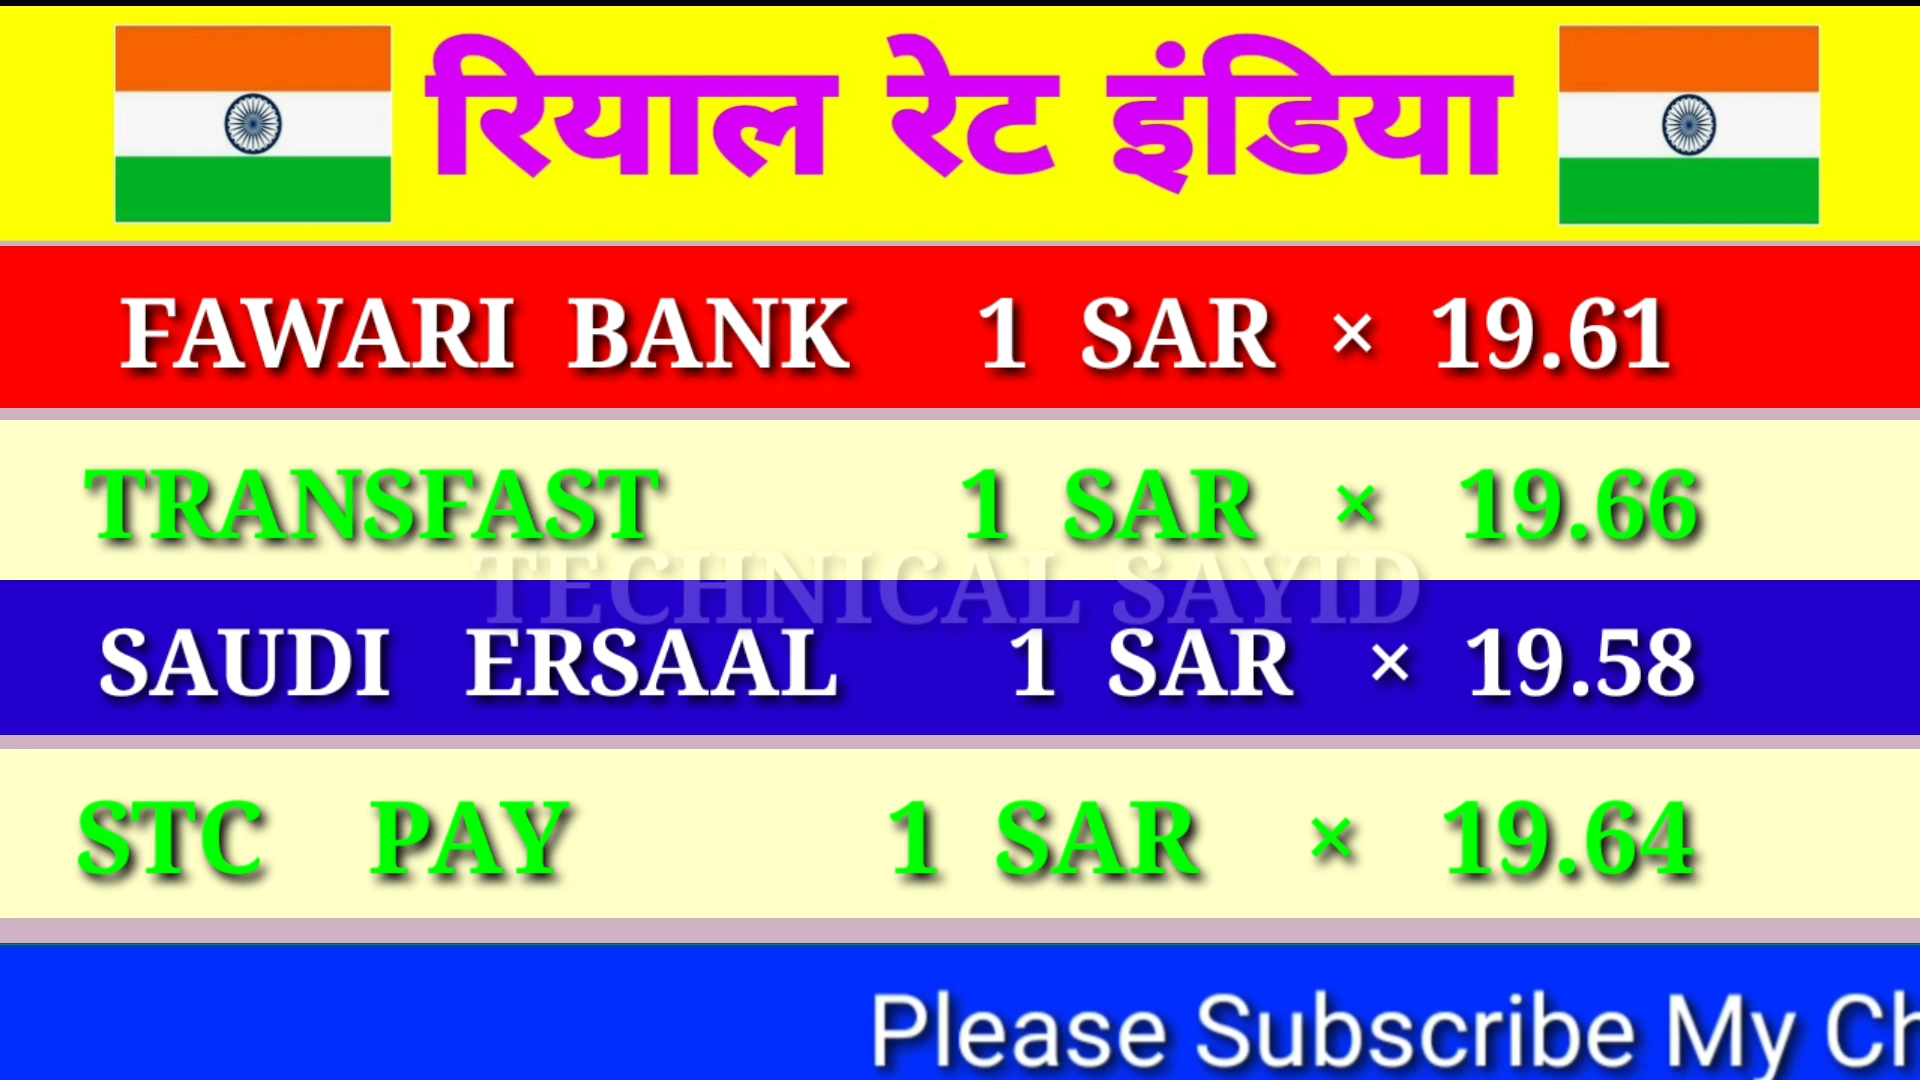 रियाल रेट इंडिया
FAWARI BANK 1 SAR × 19.61
TRANSFAST 1 SAR × 19.66
TECHNICAL SAYID
SAUDI ERSAAL 1 SAR × 19.58
STC PAY 1 SAR × 19.64
Please Subscribe My Ch